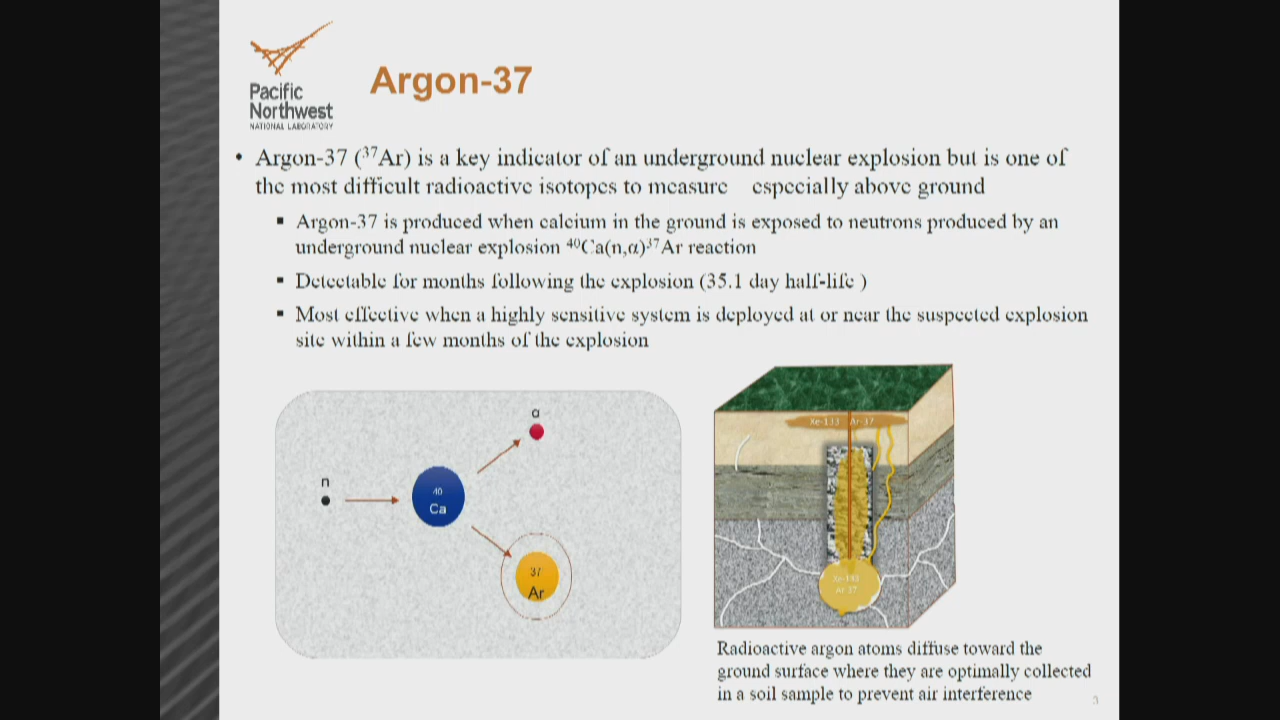 Pacific
Northwest
NATIONAL LABORATORY
Argon-37
• Argon-37 (³⁷Ar) is a key indicator of an underground nuclear explosion but is one of
the most difficult radioactive isotopes to measure especially above ground
▪ Argon-37 is produced when calcium in the ground is exposed to neutrons produced by an
underground nuclear explosion ⁴⁰Ca(n,α)³⁷Ar reaction
▪ Detectable for months following the explosion (35.1 day half-life )
▪ Most effective when a highly sensitive system is deployed at or near the suspected explosion
site within a few months of the explosion
α
n
40
Ca
37
Ar
Xe-133 Ar-37
Xe-133
Ar-37
Radioactive argon atoms diffuse toward the
ground surface where they are optimally collected
in a soil sample to prevent air interference
3